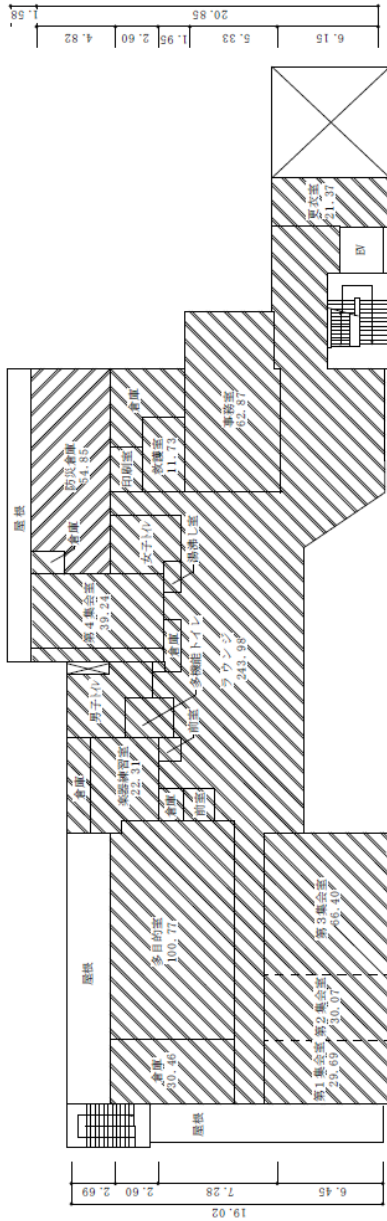 1.58
20.85
4.82
2.60
1.95
5.33
6.15
屋根
防災倉庫
54.85
倉庫
倉庫
印刷室
救護室
11.73
事務室
62.87
更衣室
21.37
EV
第4集会室
39.24
女子トイレ
湯沸し室
倉庫
男子トイレ
多機能トイレ
前室
ラウンジ
243.98
倉庫
楽器練習室
22.31
倉庫
前室
屋根
多目的室
100.77
倉庫
30.46
第3集会室
66.40
第2集会室
30.07
第1集会室
29.69
屋根
2.69
2.60
7.28
6.45
19.02